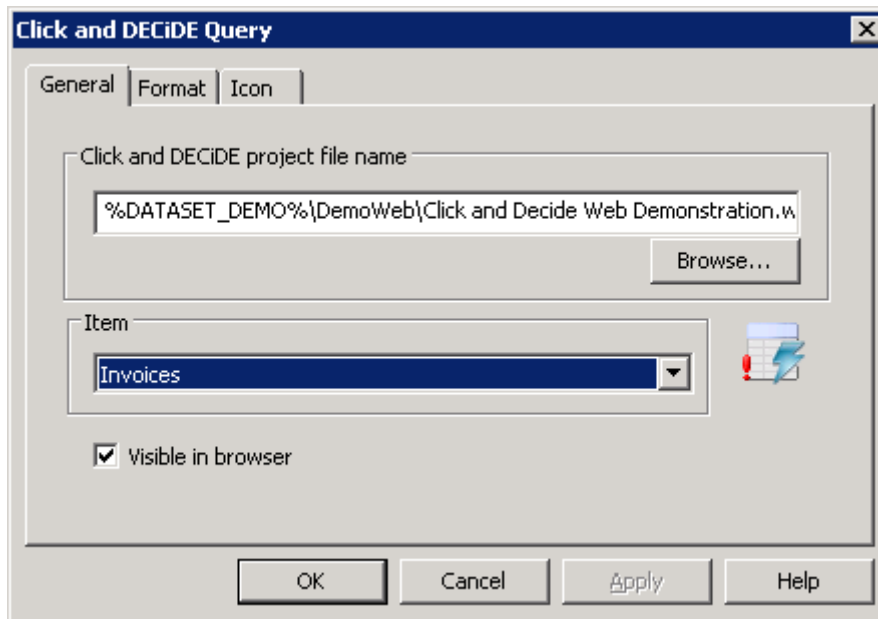 Click and DECiDE Query
General Format Icon
Click and DECiDE project file name
%DATASET_DEMO%\DemoWeb\Click and Decide Web Demonstration.w
Browse...
Item
Invoices
Visible in browser
OK Cancel Apply Help